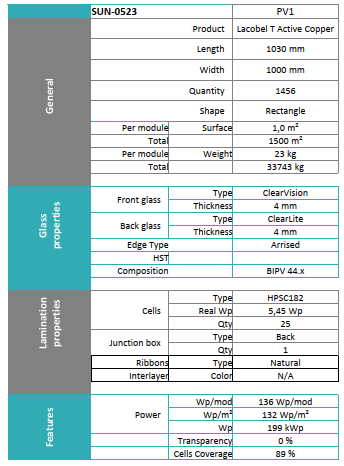 SUN-0523 PV1
General
Product Lacobel T Active Copper
Length 1030 mm
Width 1000 mm
Quantity 1456
Shape Rectangle
Per module Surface 1,0 m²
Total 1500 m²
Per module Weight 23 kg
Total 33743 kg
Glass properties
Front glass Type ClearVision
Thickness 4 mm
Back glass Type ClearLite
Thickness 4 mm
Edge Type Arrised
HST
Composition BIPV 44.x
Lamination properties
Cells Type HPSC182
Real Wp 5,45 Wp
Qty 25
Junction box Type Back
Qty 1
Ribbons Type Natural
Interlayer Color N/A
Features
Power Wp/mod 136 Wp/mod
Wp/m² 132 Wp/m²
Wp 199 kWp
Transparency 0 %
Cells Coverage 89 %